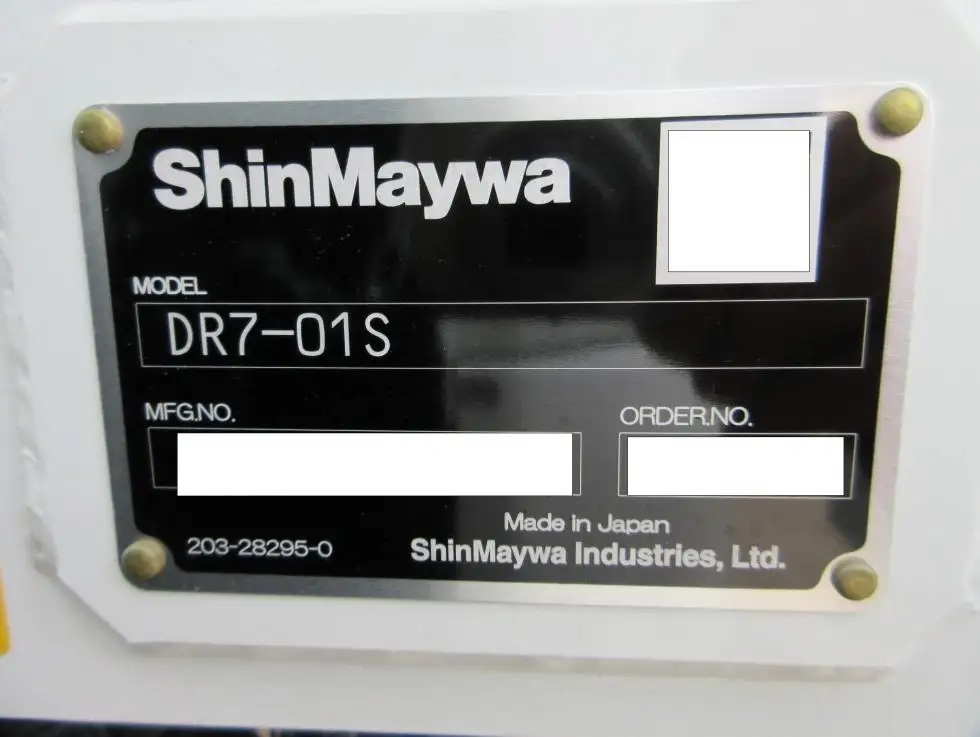 ShinMaywa
MODEL
DR7-01S
MFG.NO.
ORDER.NO.
Made in Japan
203-28295-0
ShinMaywa Industries, Ltd.